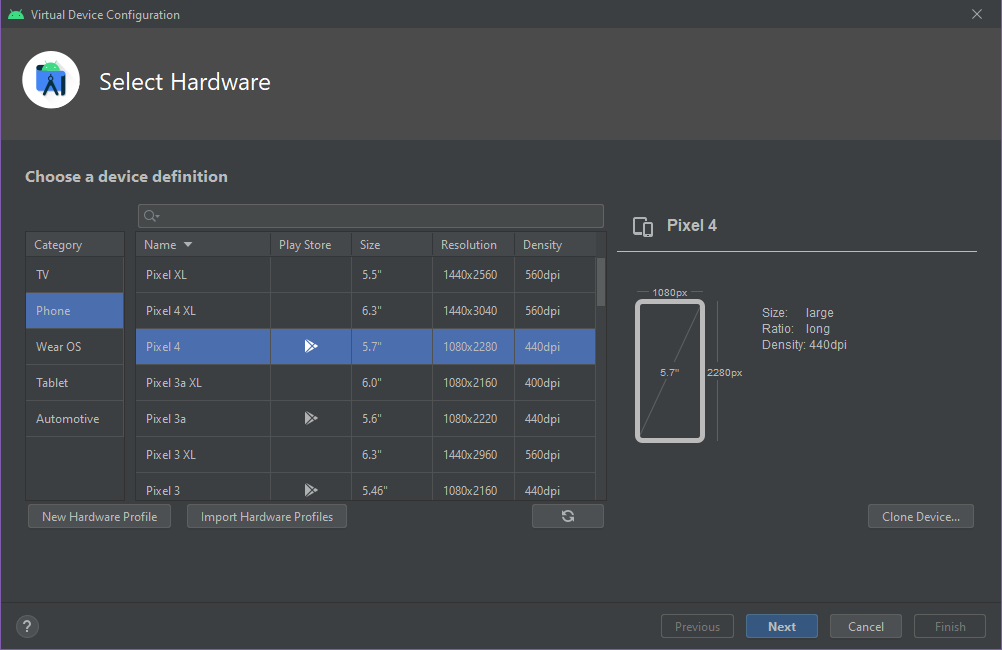 Virtual Device Configuration
Select Hardware
Choose a device definition
Category
TV
Phone
Wear OS
Tablet
Automotive
Name Play Store Size Resolution Density
Pixel XL 5.5" 1440x2560 560dpi
Pixel 4 XL 6.3" 1440x3040 560dpi
Pixel 4 5.7" 1080x2280 440dpi
Pixel 3a XL 6.0" 1080x2160 400dpi
Pixel 3a 5.6" 1080x2220 440dpi
Pixel 3 XL 6.3" 1440x2960 560dpi
Pixel 3 5.46" 1080x2160 440dpi
New Hardware Profile Import Hardware Profiles
Pixel 4
1080px
5.7"
2280px
Size: large
Ratio: long
Density: 440dpi
Clone Device...
?
Previous Next Cancel Finish